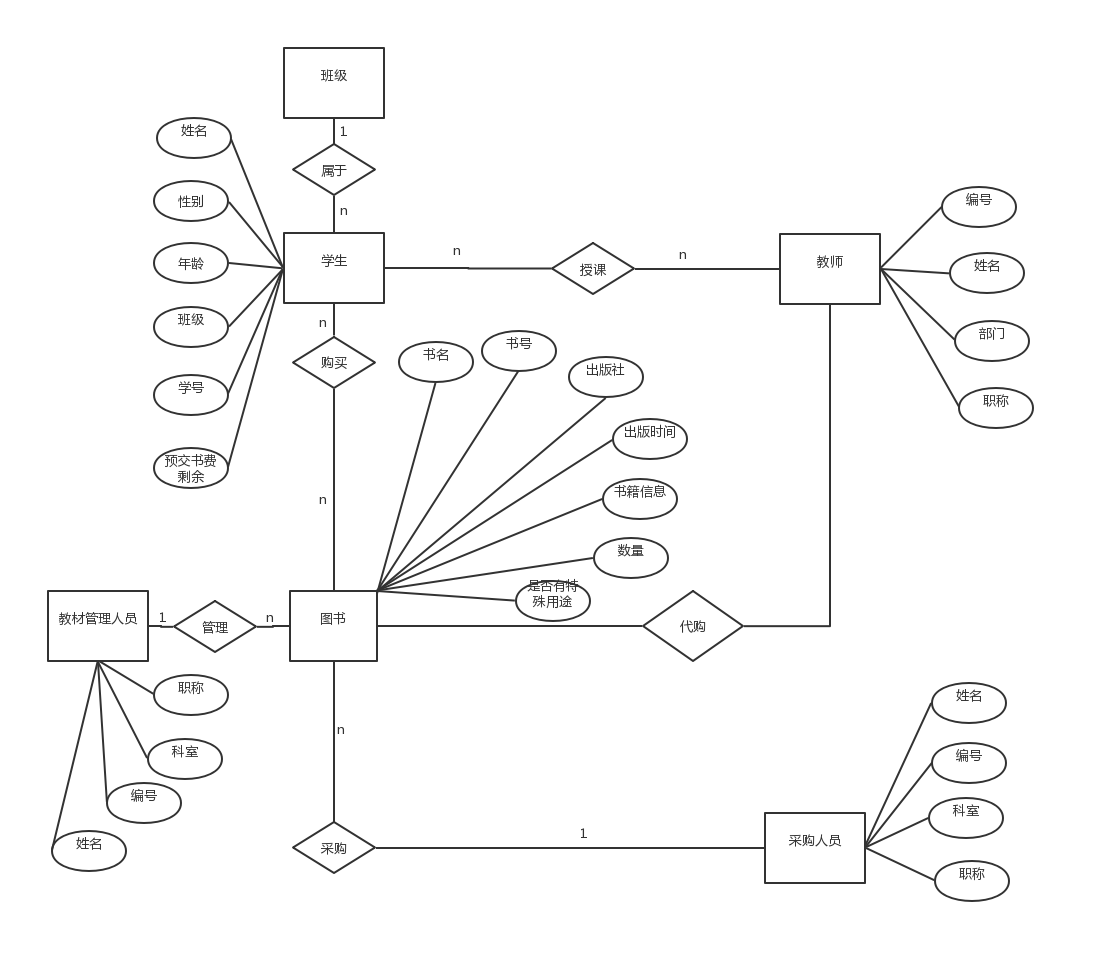 班级
1
姓名
属于
性别
n
编号
学生
n
授课
n
教师
年龄
姓名
班级
n
购买
书名
书号
出版社
部门
学号
职称
出版时间
预交书费
剩余
书籍信息
n
数量
是否有特
殊用途
教材管理人员
1
管理
n
图书
代购
职称
姓名
n
科室
编号
编号
科室
姓名
采购
1
采购人员
职称